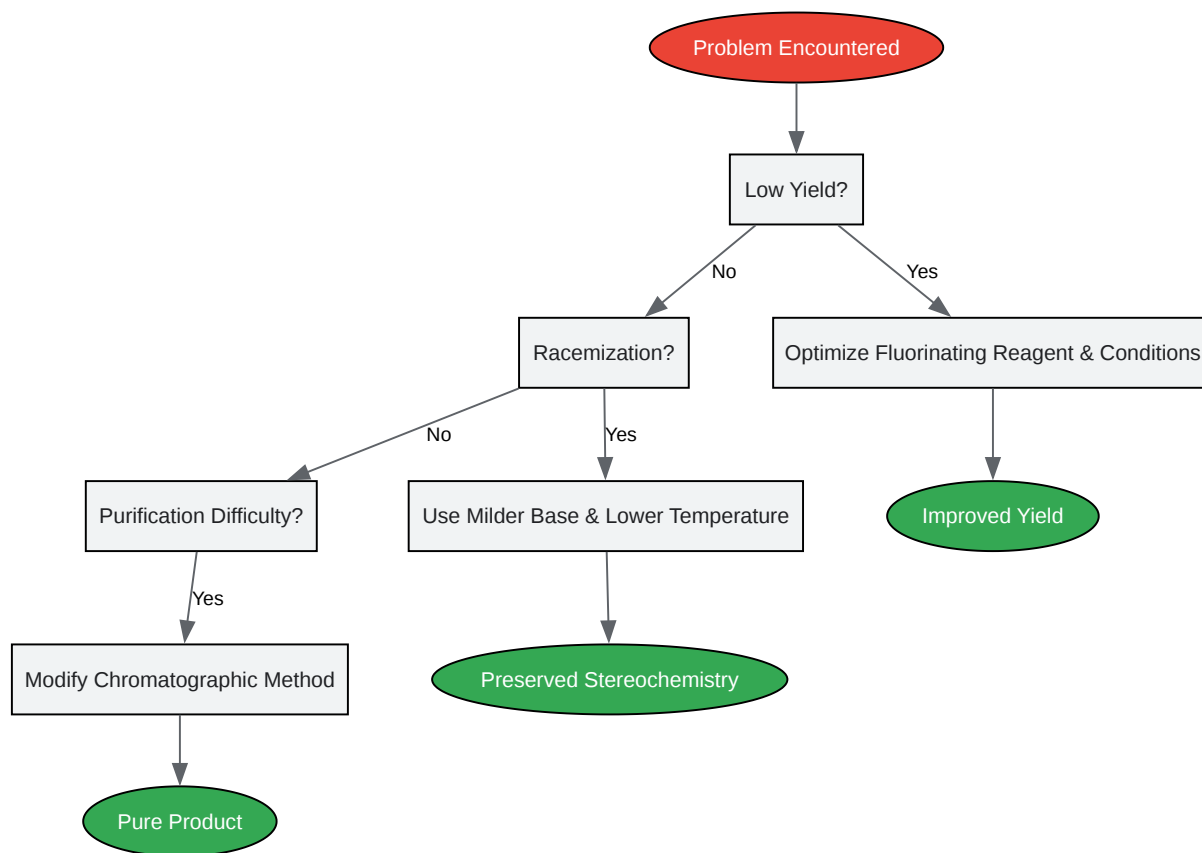 Problem Encountered
Low Yield?
No
Yes
Racemization?
Optimize Fluorinating Reagent & Conditions
No
Yes
Purification Difficulty?
Use Milder Base & Lower Temperature
Improved Yield
Yes
Modify Chromatographic Method
Preserved Stereochemistry
Pure Product